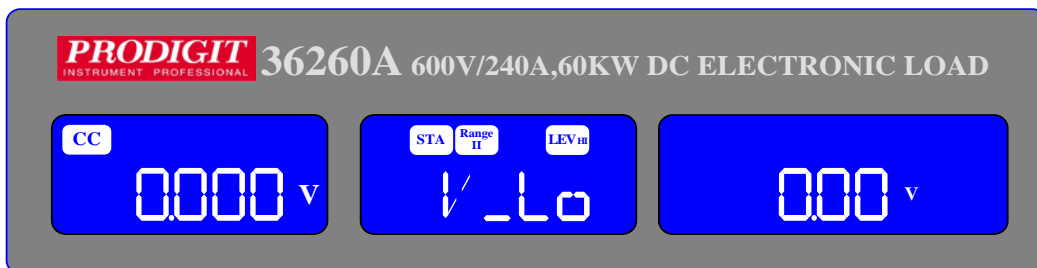 PRODIGIT
INSTRUMENT PROFESSIONAL
36260A 600V/240A,60KW DC ELECTRONIC LOAD
CC
0.000 V
STA Range II LEV HI
V_Lo
0.00 V